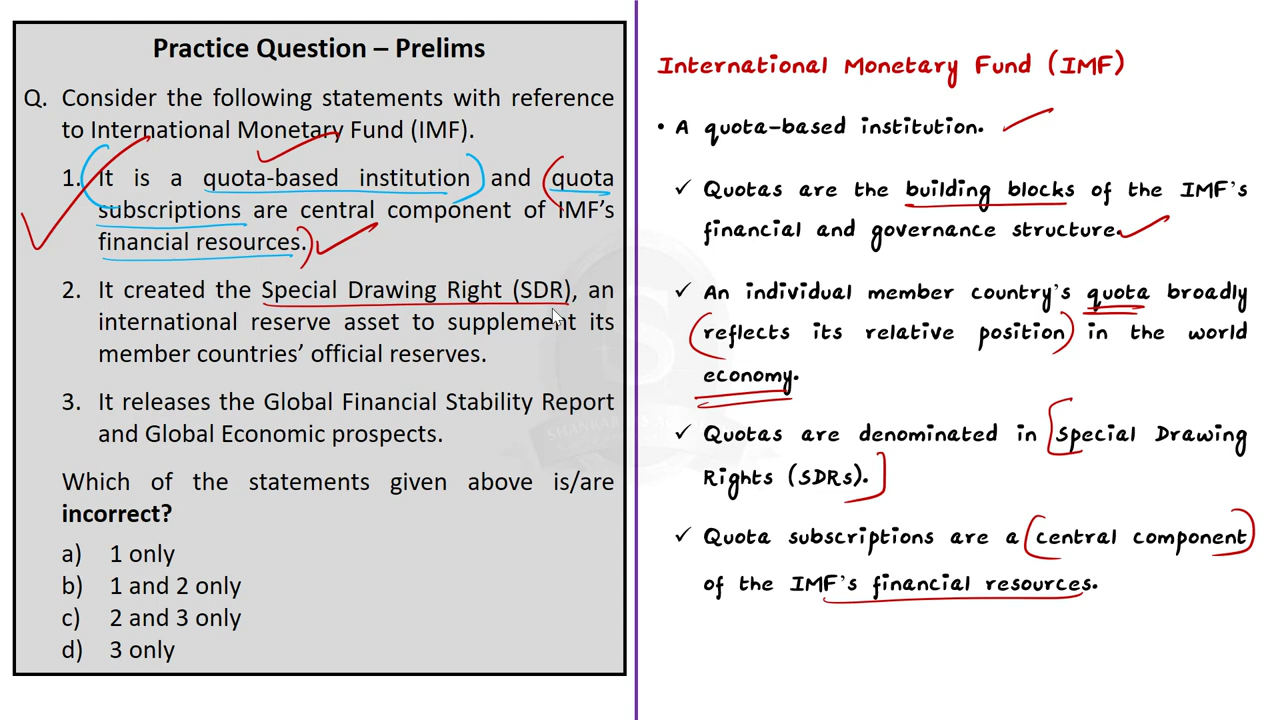 Practice Question – Prelims
Q. Consider the following statements with reference
to International Monetary Fund (IMF).
1. It is a quota-based institution and quota
subscriptions are central component of IMF's
financial resources.
2. It created the Special Drawing Right (SDR), an
international reserve asset to supplement its
member countries' official reserves.
3. It releases the Global Financial Stability Report
and Global Economic prospects.
Which of the statements given above is/are
incorrect?
a) 1 only
b) 1 and 2 only
c) 2 and 3 only
d) 3 only
International Monetary Fund (IMF)
• A quota-based institution.
✓ Quotas are the building blocks of the IMF's
financial and governance structure.
✓ An individual member country's quota broadly
reflects its relative position in the world
economy.
✓ Quotas are denominated in Special Drawing
Rights (SDRs).
✓ Quota subscriptions are a central component
of the IMF's financial resources.